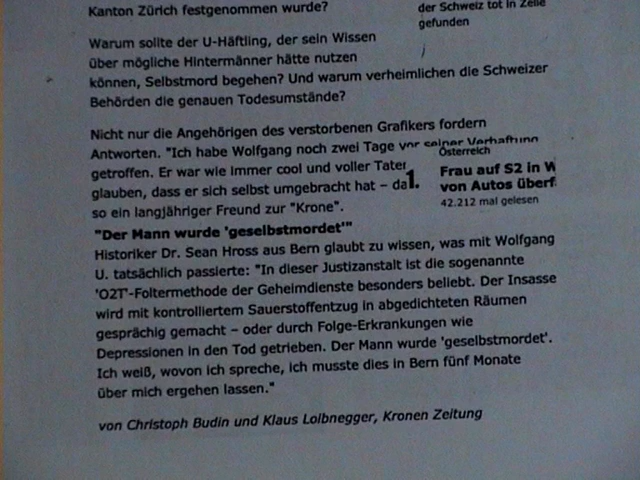 Kanton Zürich festgenommen wurde?
der Schweiz tot in Zelle
gefunden
Warum sollte der U-Häftling, der sein Wissen
über mögliche Hintermänner hätte nutzen
können, Selbstmord begehen? Und warum verheimlichen die Schweizer
Behörden die genauen Todesumstände?
Nicht nur die Angehörigen des verstorbenen Grafikers fordern
Antworten. "Ich habe Wolfgang noch zwei Tage vor seiner Verhaftung
getroffen. Er war wie immer cool und voller Taten
glauben, dass er sich selbst umgebracht hat – da
so ein langjähriger Freund zur "Krone".
Österreich
1. Frau auf S2 in W
von Autos überf
42.212 mal gelesen
"Der Mann wurde 'geselbstmordet'"
Historiker Dr. Sean Hross aus Bern glaubt zu wissen, was mit Wolfgang
U. tatsächlich passierte: "In dieser Justizanstalt ist die sogenannte
'O2T'-Foltermethode der Geheimdienste besonders beliebt. Der Insasse
wird mit kontrolliertem Sauerstoffentzug in abgedichteten Räumen
gesprächig gemacht – oder durch Folge-Erkrankungen wie
Depressionen in den Tod getrieben. Der Mann wurde 'geselbstmordet'.
Ich weiß, wovon ich spreche, ich musste dies in Bern fünf Monate
über mich ergehen lassen."
von Christoph Budin und Klaus Loibnegger, Kronen Zeitung